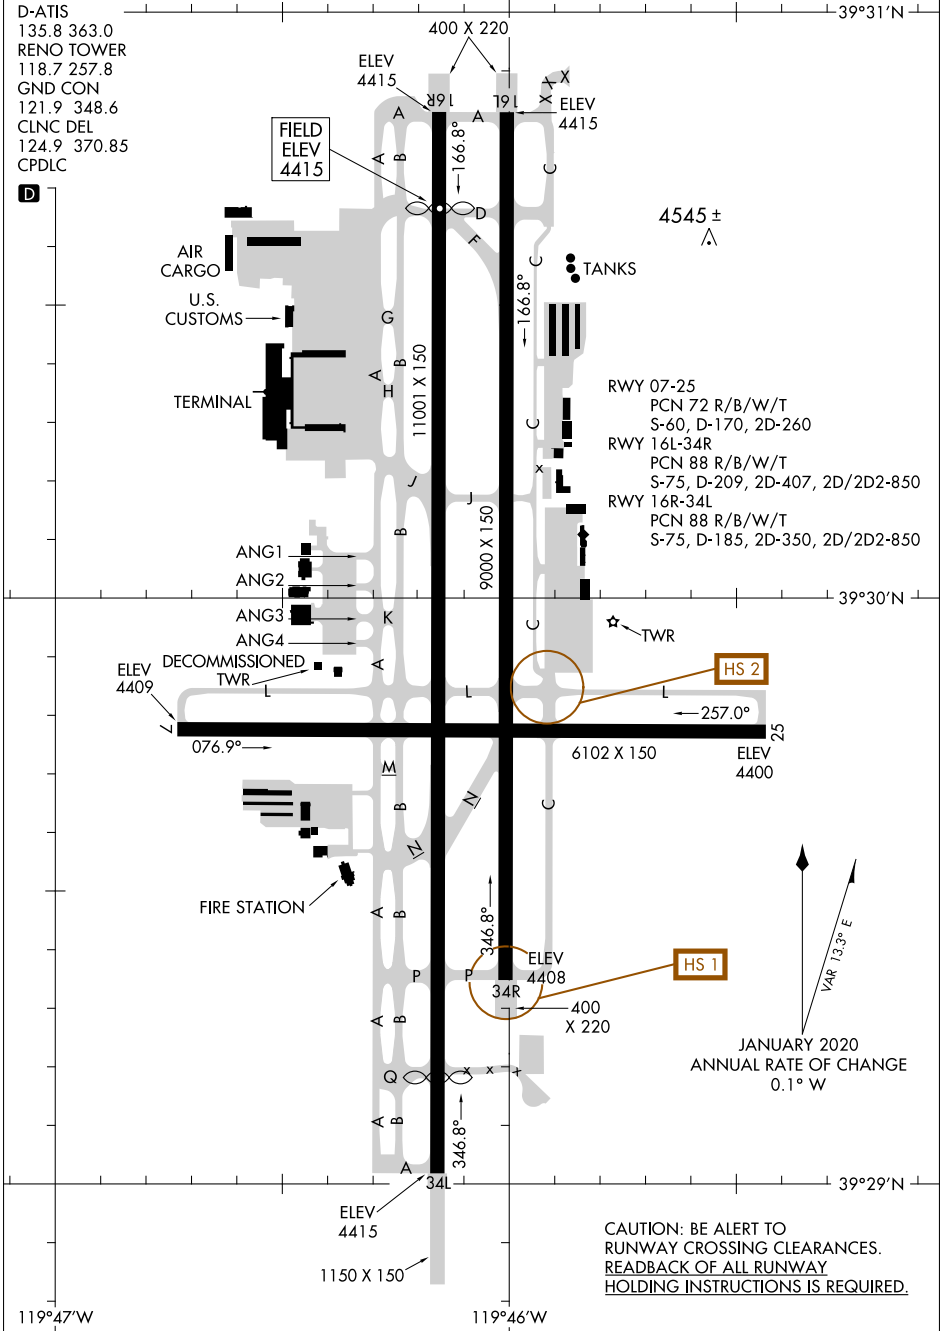 D-ATIS
135.8 363.0
RENO TOWER
118.7 257.8
GND CON
121.9 348.6
CLNC DEL
124.9 370.85
CPDLC
D
39°31'N
400 X 220
ELEV
4415
16R
16L
ELEV
4415
X
X
X
A
A
FIELD
ELEV
4415
A
B
166.8°
C
D
F
4545 ±
AIR
CARGO
C
TANKS
U.S.
CUSTOMS
G
166.8°
B
A
H
11001 X 150
TERMINAL
C
RWY 07-25
PCN 72 R/B/W/T
S-60, D-170, 2D-260
RWY 16L-34R
PCN 88 R/B/W/T
S-75, D-209, 2D-407, 2D/2D2-850
RWY 16R-34L
PCN 88 R/B/W/T
S-75, D-185, 2D-350, 2D/2D2-850
x
J
J
B
9000 X 150
ANG1
ANG2
ANG3
ANG4
39°30'N
K
C
TWR
A
DECOMMISSIONED
TWR
HS 2
ELEV
4409
L
L
L
257.0°
7
25
076.9°
6102 X 150
ELEV
4400
M
B
N
C
N
FIRE STATION
A
B
346.8°
VAR 13.3° E
P
P
ELEV
4408
HS 1
34R
400
X 220
A
B
JANUARY 2020
ANNUAL RATE OF CHANGE
0.1° W
Q
x
x
x
A
B
346.8°
A
34L
39°29'N
ELEV
4415
1150 X 150
CAUTION: BE ALERT TO
RUNWAY CROSSING CLEARANCES.
READBACK OF ALL RUNWAY
HOLDING INSTRUCTIONS IS REQUIRED.
119°47'W
119°46'W